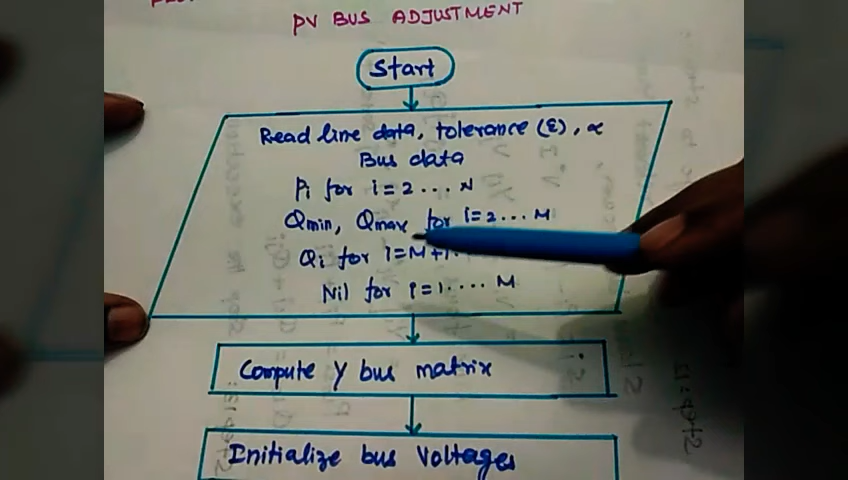 PV BUS ADJUSTMENT
Start
Read line data, tolerance (ε), α
Bus data
Pi for i=2...N
Qmin, Qmax for i=2...M
Qi for i=M+1..
Nil for i=1.... M
Compute Y bus matrix
Initialize bus voltages